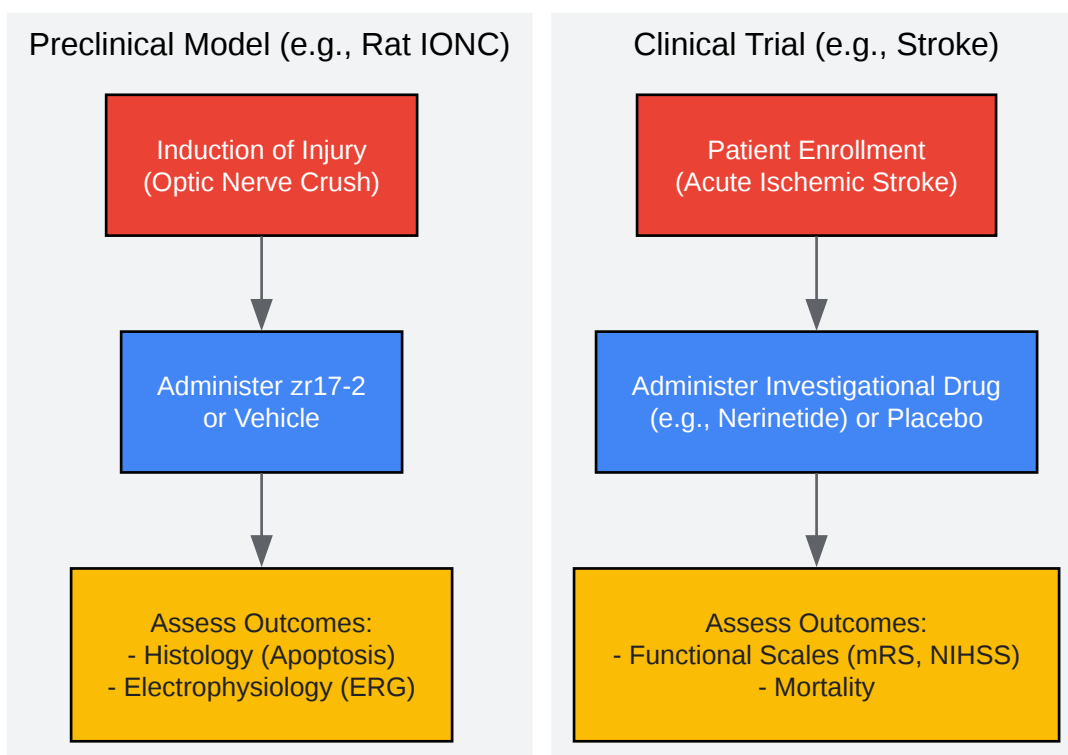 Preclinical Model (e.g., Rat IONC)
Induction of Injury
(Optic Nerve Crush)
Administer zr17-2
or Vehicle
Assess Outcomes:
- Histology (Apoptosis)
- Electrophysiology (ERG)
Clinical Trial (e.g., Stroke)
Patient Enrollment
(Acute Ischemic Stroke)
Administer Investigational Drug
(e.g., Nerinetide) or Placebo
Assess Outcomes:
- Functional Scales (mRS, NIHSS)
- Mortality